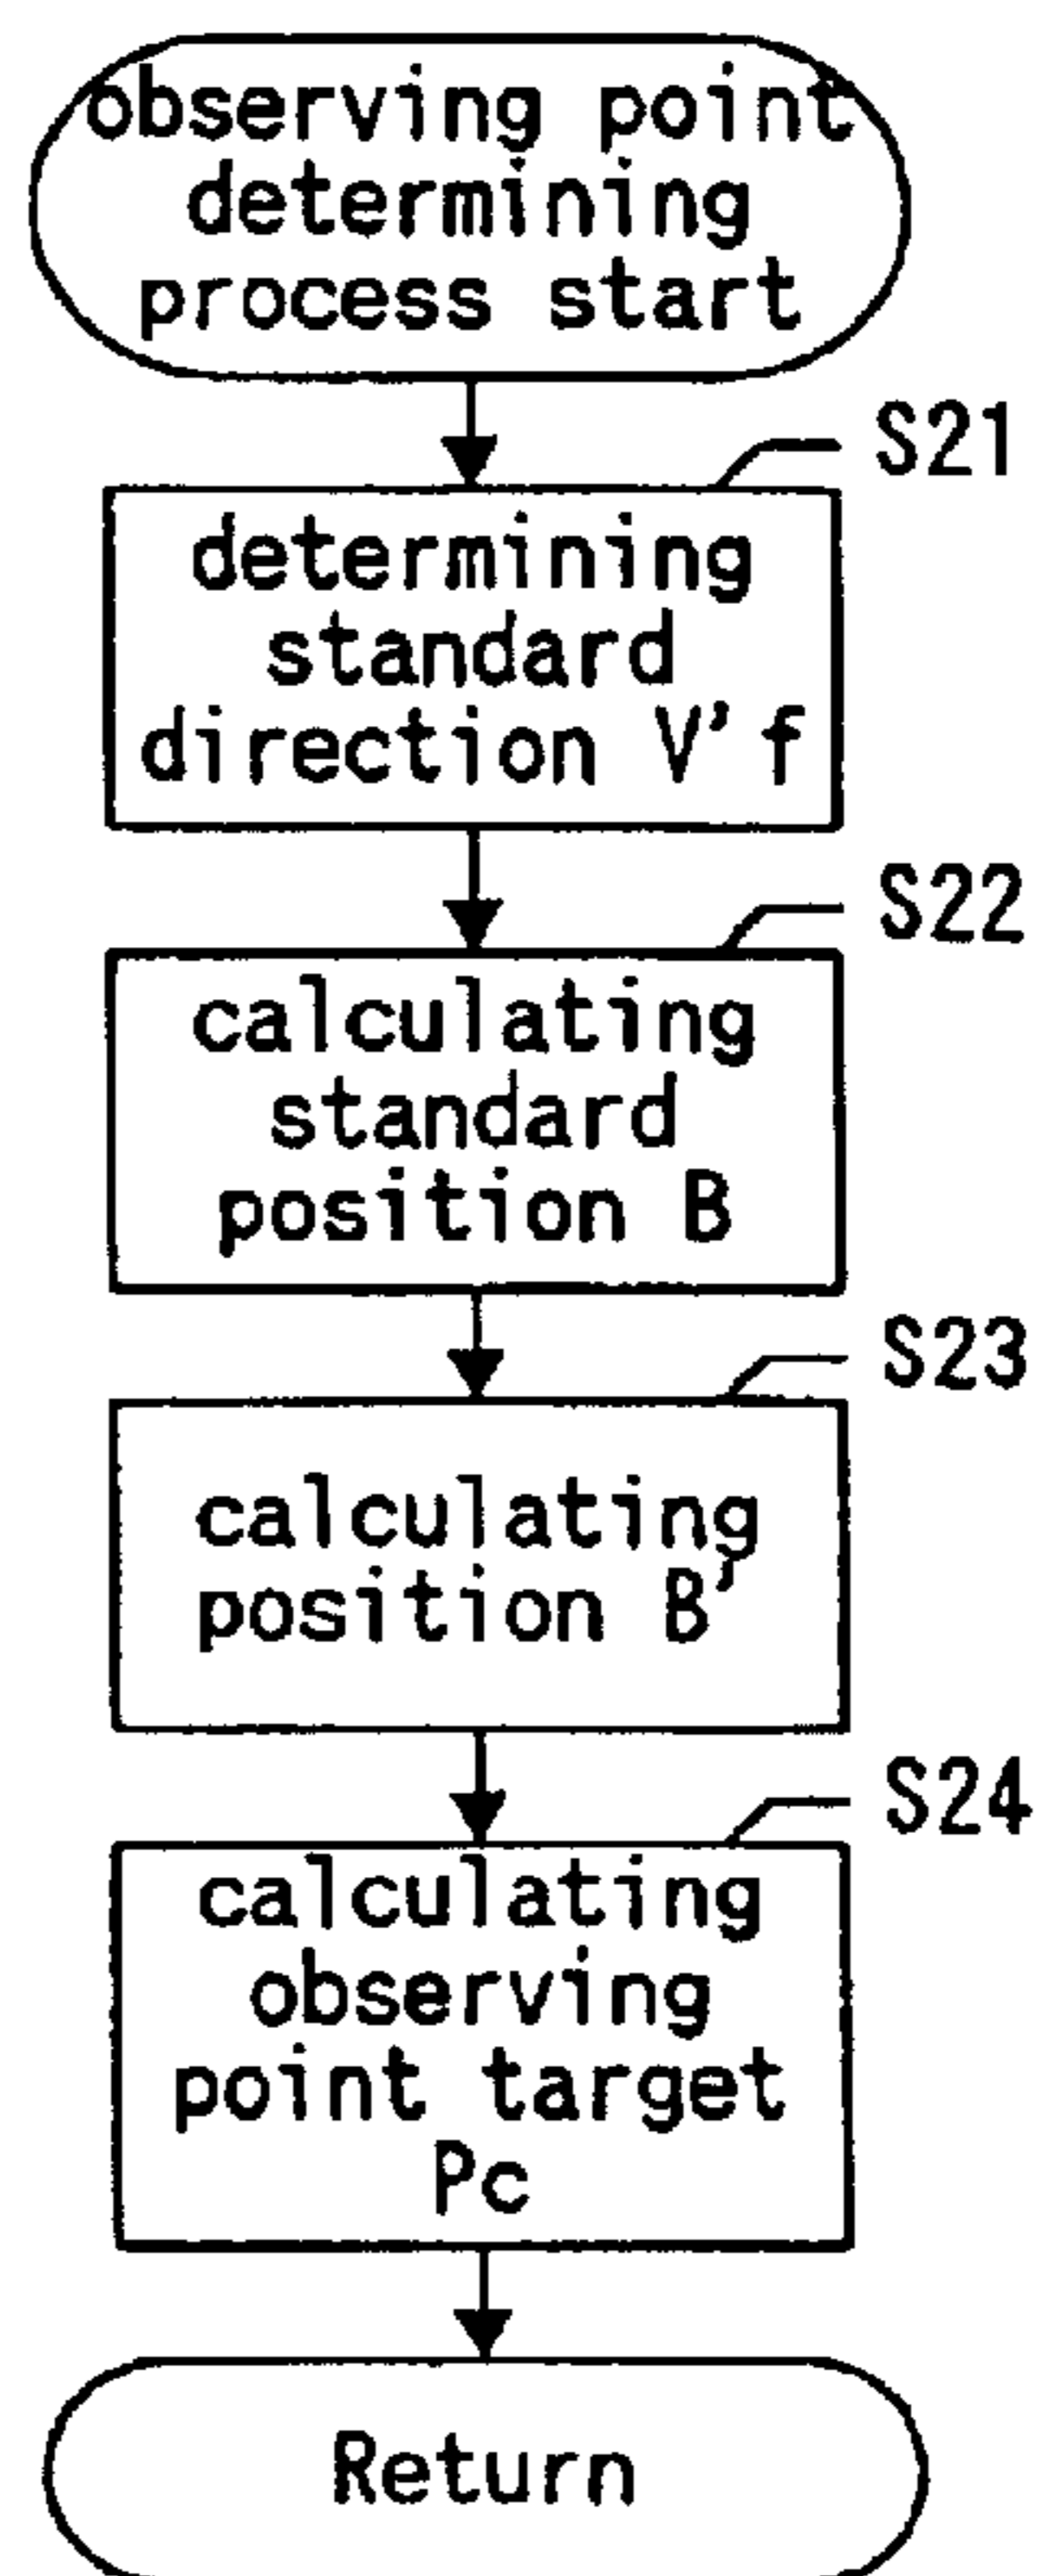 observing point
determining
process start
S21
determining
standard
direction V'f
S22
calculating
standard
position B
S23
calculating
position B'
S24
calculating
observing
point target
Pc
Return